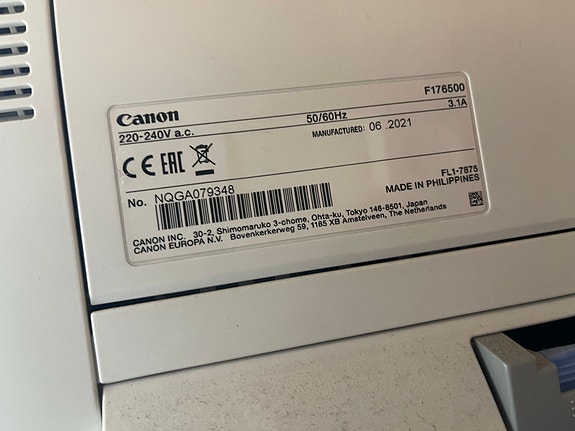 Canon F176500
220-240V a.c. 50/60Hz 3.1A
MANUFACTURED: 06 .2021
CE EAC
FL1-7875
No. NQGA079348 MADE IN PHILIPPINES
CANON INC. 30-2, Shimomaruko 3-chome, Ohta-ku, Tokyo 146-8501, Japan
CANON EUROPA N.V. Bovenkerkerweg 59, 1185 XB Amstelveen, The Netherlands